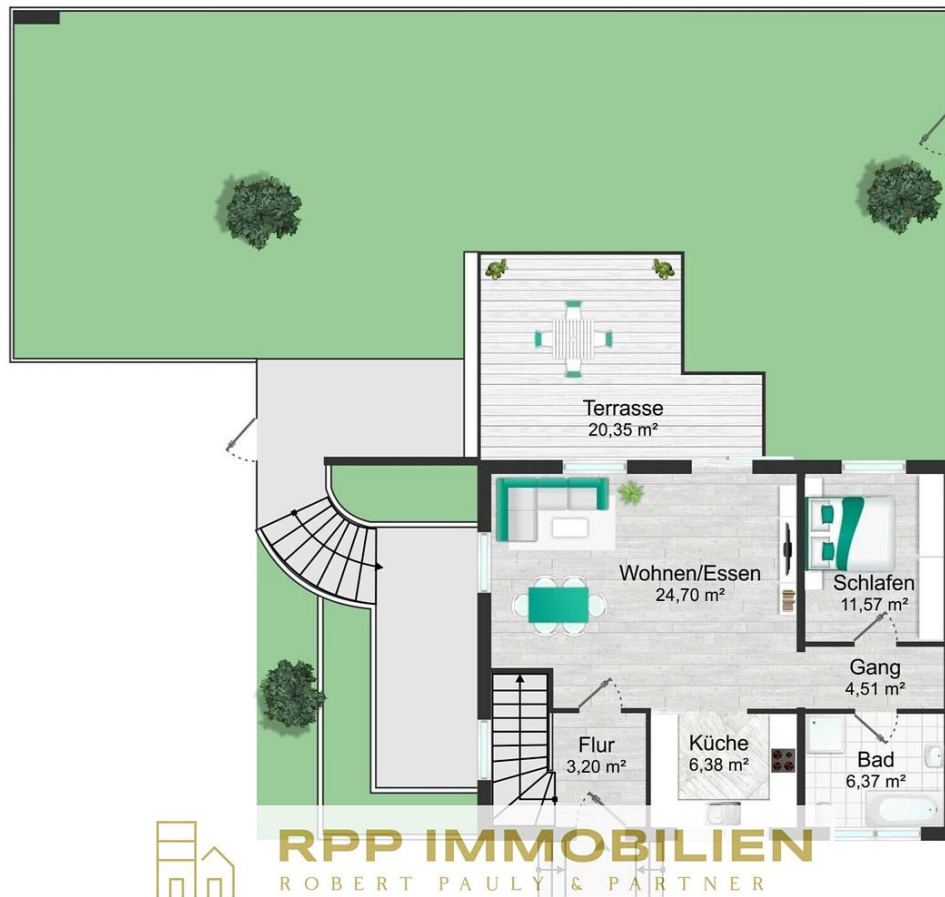 Terrasse
20,35 m²
Wohnen/Essen
24,70 m²
Schlafen
11,57 m²
Gang
4,51 m²
Flur
3,20 m²
Küche
6,38 m²
Bad
6,37 m²
RPP IMMOBILIEN
ROBERT PAULY & PARTNER